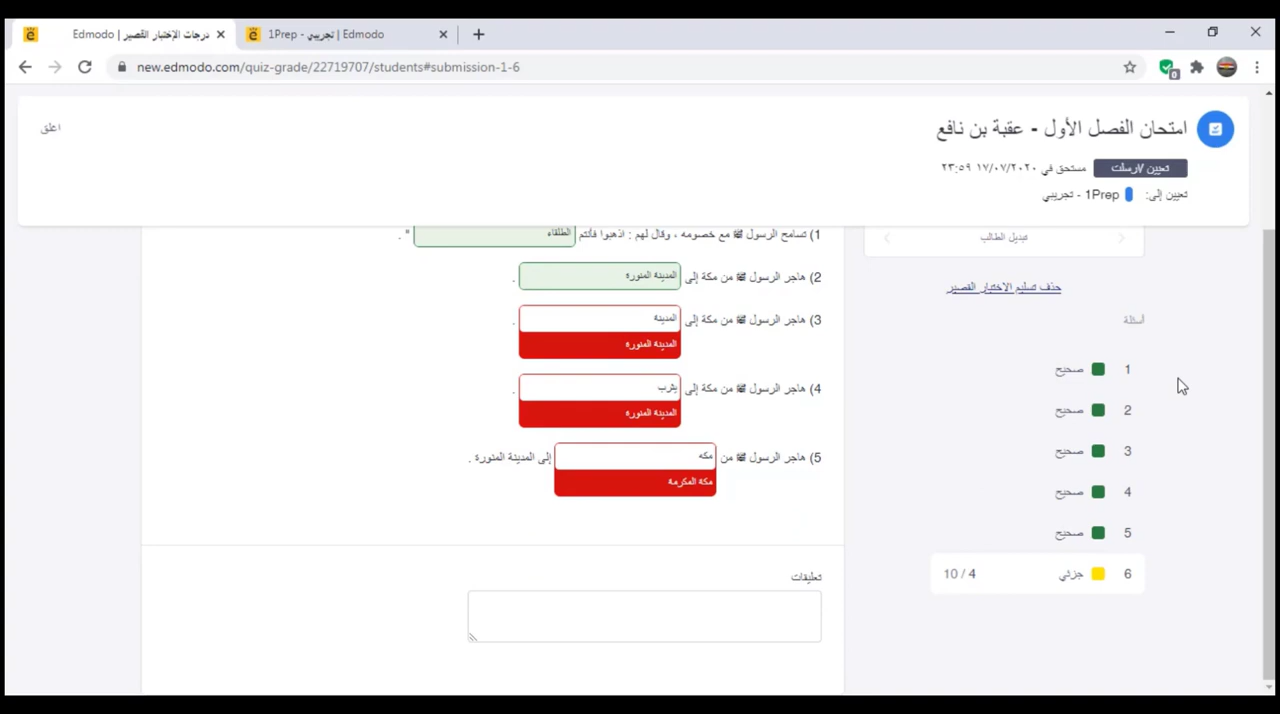 درجات الإختبار القصير | Edmodo
1Prep - تجريبي | Edmodo
new.edmodo.com/quiz-grade/22719707/students#submission-1-6
0
امتحان الفصل الأول - عقبة بن نافع
اغلق
مستحق في ١٧/٠٧/٢٠٢٠ ٢٣:٥٩
تعيين إلى: 1Prep - تجريبي
1) تسامح الرسول ﷺ مع خصومه ، وقال لهم : اذهبوا فأنتم الطلقاء " .
2) هاجر الرسول ﷺ من مكة إلى المدينة المنورة .
3) هاجر الرسول ﷺ من مكة إلى المدينة .
المدينة المنورة
4) هاجر الرسول ﷺ من مكة إلى يثرب .
المدينة المنورة
5) هاجر الرسول ﷺ من مكه إلى المدينة المنورة .
مكة المكرمة
تعليقات
تبديل الطالب
حذف تسليم الاختبار القصير
أسئلة
1 صحيح
2 صحيح
3 صحيح
4 صحيح
5 صحيح
6 جزئي 10 / 4